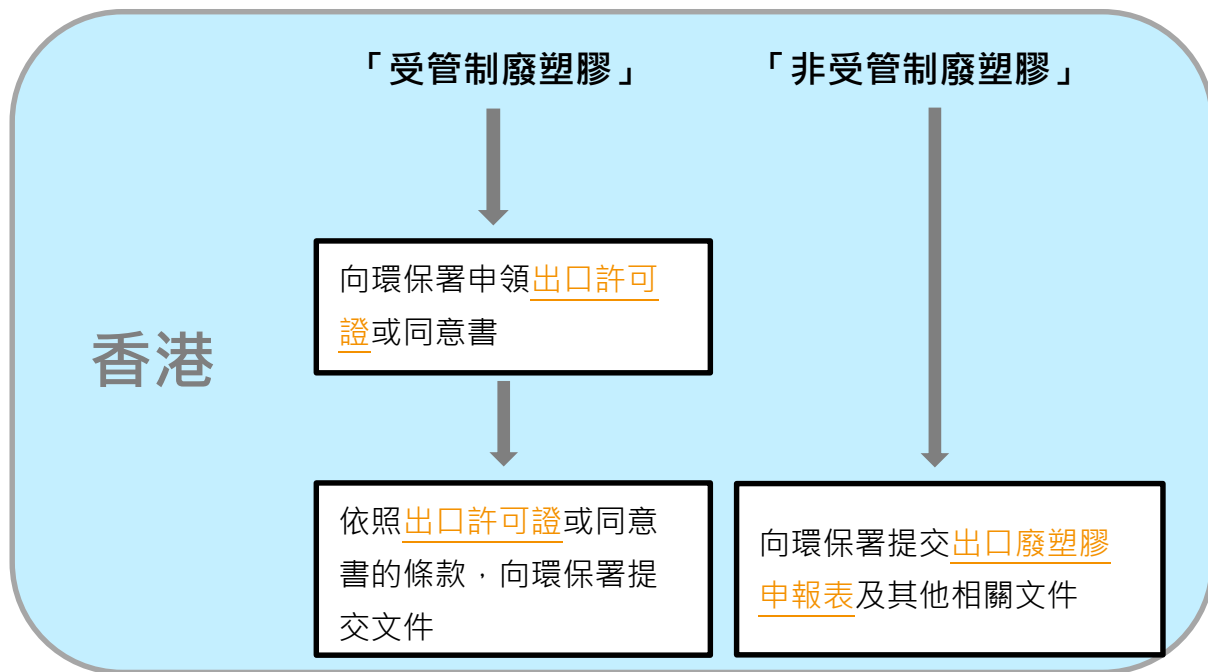 「受管制廢塑膠」
「非受管制廢塑膠」
向環保署申領出口許可
證或同意書
香港
依照出口許可證或同意
書的條款，向環保署提
交文件
向環保署提交出口廢塑膠
申報表及其他相關文件